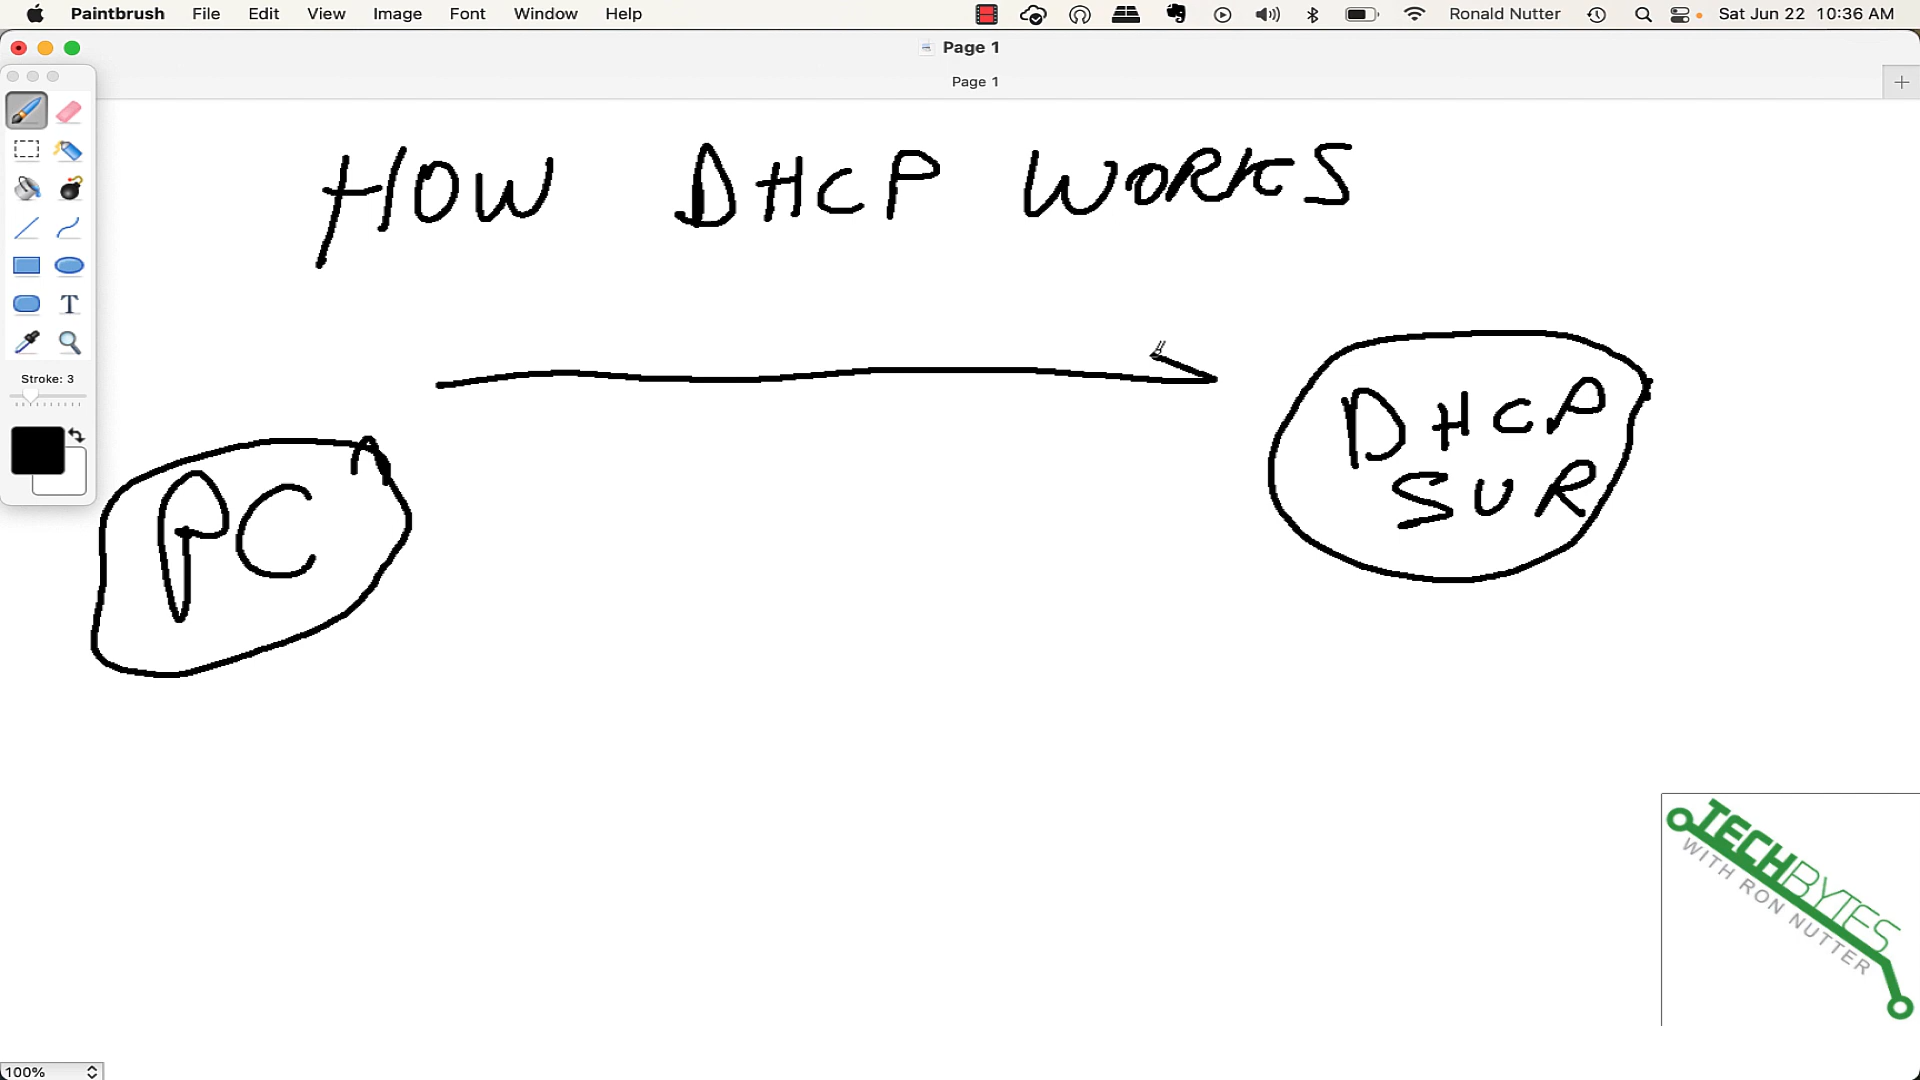 Paintbrush File Edit View Image Font Window Help Ronald Nutter Sat Jun 22 10:36 AM
Page 1
Page 1
HOW DHCP WORKS
Stroke: 3
DHCP
SUR
PC
TECHBYTES
WITH RON NUTTER
100%